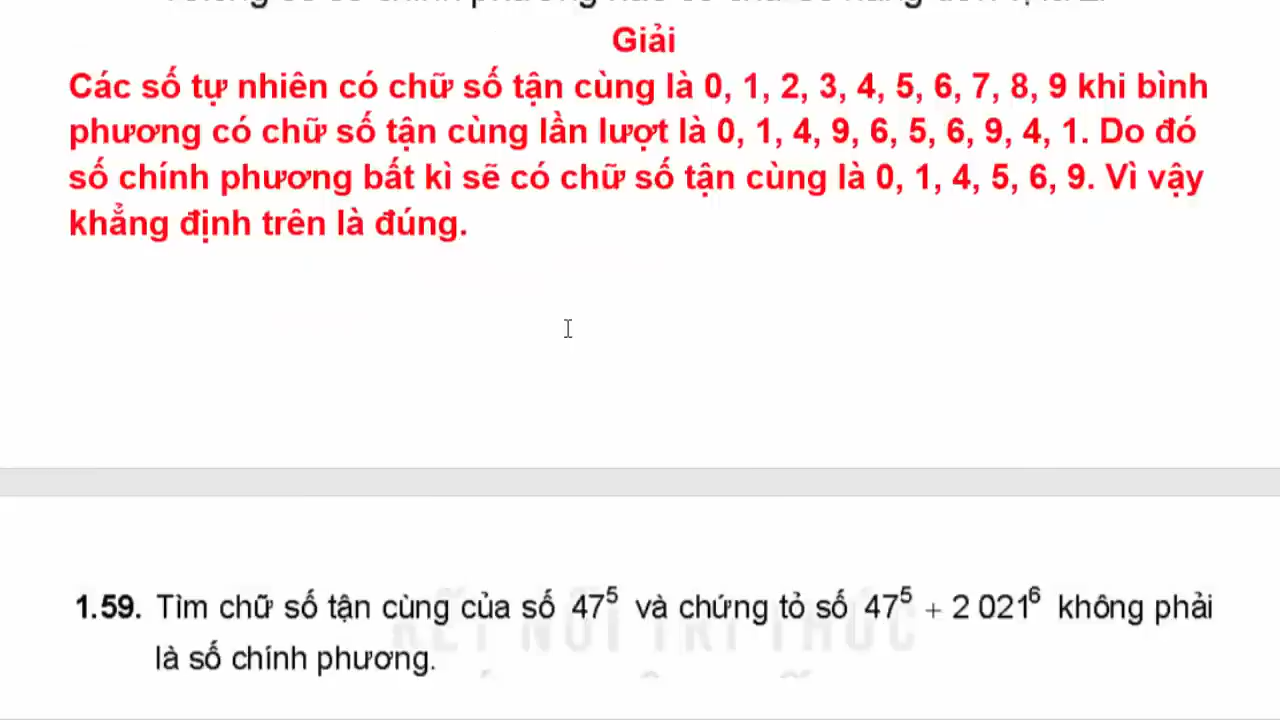 Giải
Các số tự nhiên có chữ số tận cùng là 0, 1, 2, 3, 4, 5, 6, 7, 8, 9 khi bình
phương có chữ số tận cùng lần lượt là 0, 1, 4, 9, 6, 5, 6, 9, 4, 1. Do đó
số chính phương bất kì sẽ có chữ số tận cùng là 0, 1, 4, 5, 6, 9. Vì vậy
khẳng định trên là đúng.
1.59. Tìm chữ số tận cùng của số 47⁵ và chứng tỏ số 47⁵ + 2 021⁶ không phải
KẾT NỐI TRI THỨC
là số chính phương.